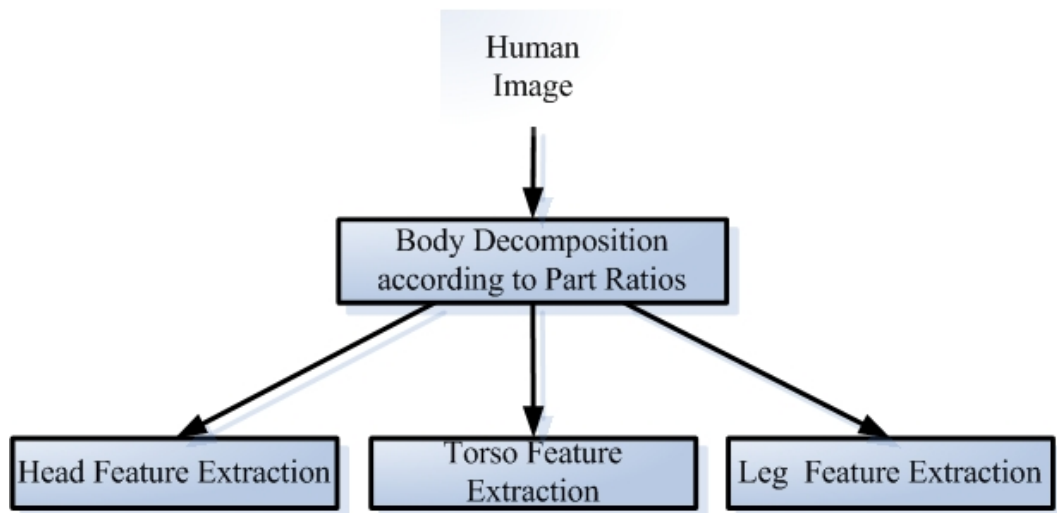 Human
Image
Body Decomposition
according to Part Ratios
Head Feature Extraction
Torso Feature
Extraction
Leg Feature Extraction